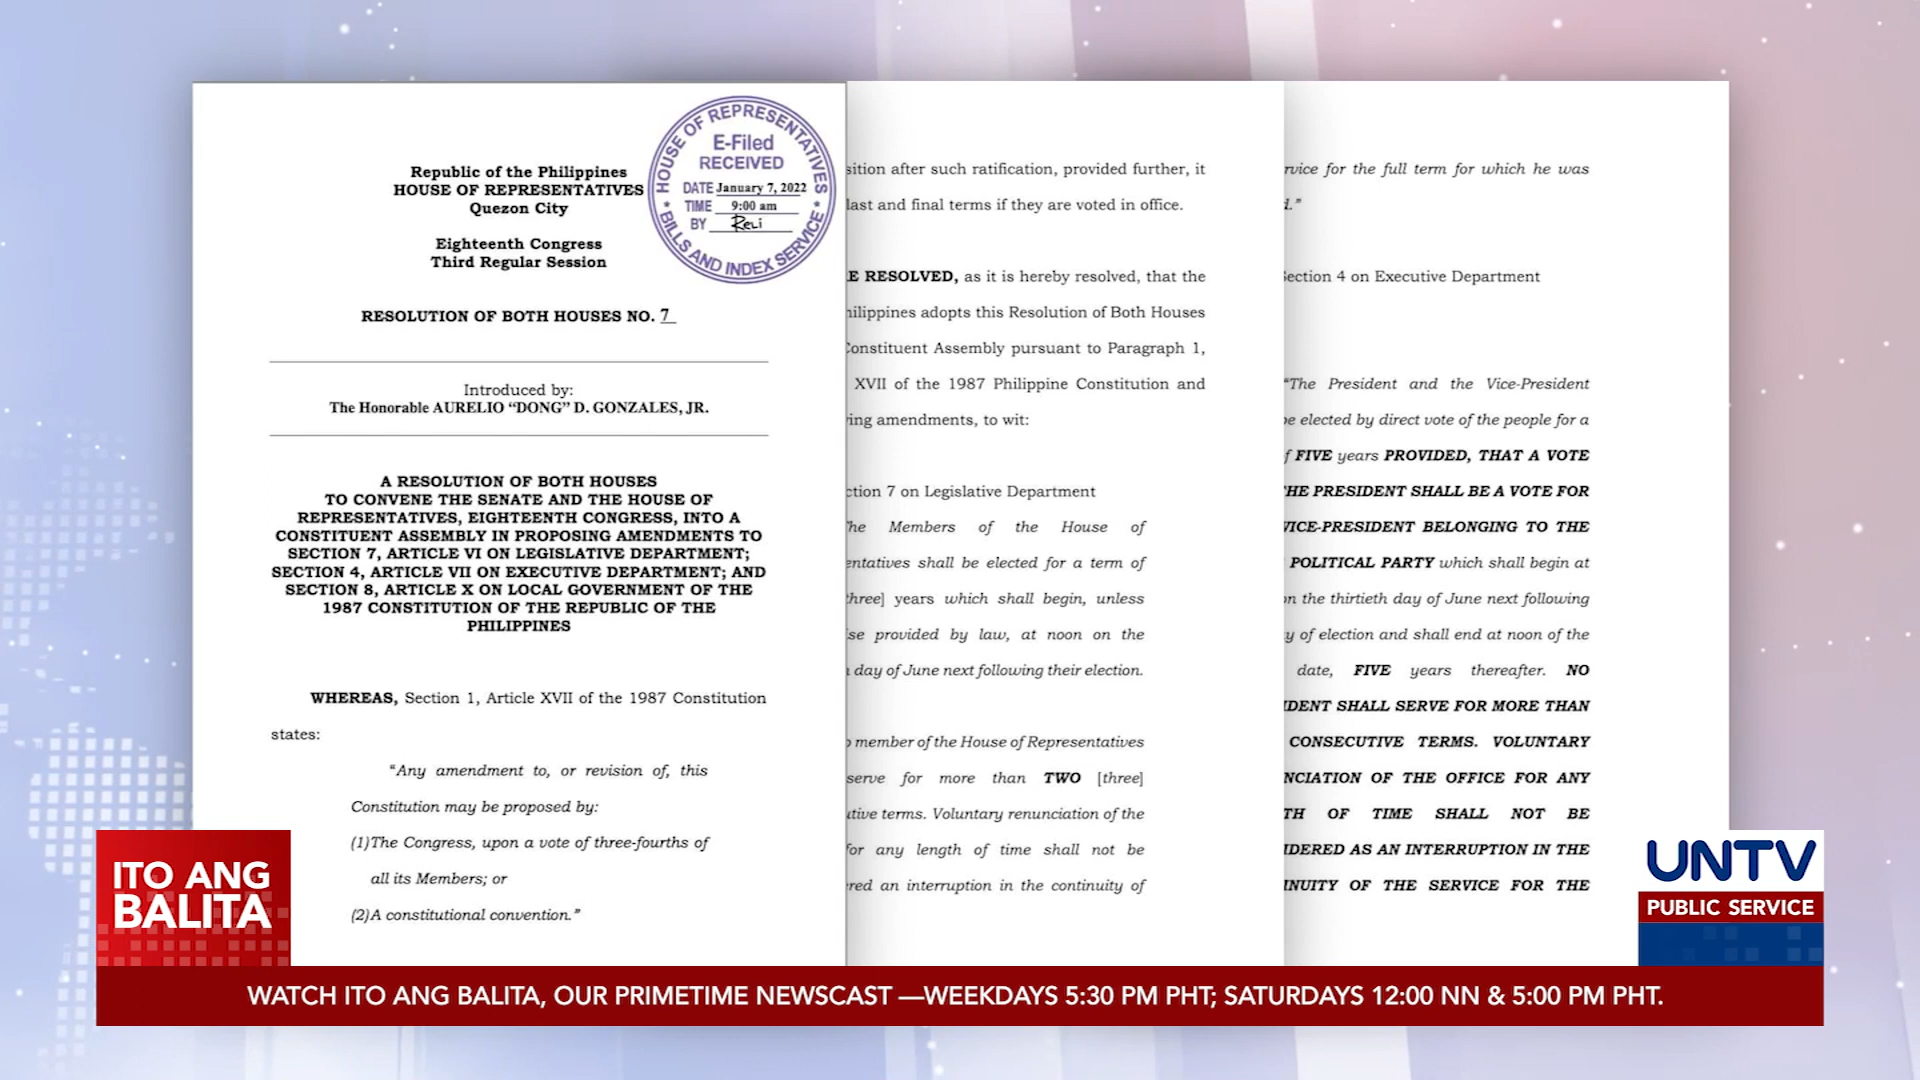 Republic of the Philippines
HOUSE OF REPRESENTATIVES
Quezon City
Eighteenth Congress
Third Regular Session
HOUSE OF REPRESENTATIVES
E-Filed
RECEIVED
DATE January 7, 2022
TIME 9:00 am
BY Reli
* BILLS AND INDEX SERVICE *
RESOLUTION OF BOTH HOUSES NO. 7
Introduced by:
The Honorable AURELIO “DONG” D. GONZALES, JR.
A RESOLUTION OF BOTH HOUSES
TO CONVENE THE SENATE AND THE HOUSE OF
REPRESENTATIVES, EIGHTEENTH CONGRESS, INTO A
CONSTITUENT ASSEMBLY IN PROPOSING AMENDMENTS TO
SECTION 7, ARTICLE VI ON LEGISLATIVE DEPARTMENT;
SECTION 4, ARTICLE VII ON EXECUTIVE DEPARTMENT; AND
SECTION 8, ARTICLE X ON LOCAL GOVERNMENT OF THE
1987 CONSTITUTION OF THE REPUBLIC OF THE
PHILIPPINES
WHEREAS, Section 1, Article XVII of the 1987 Constitution
states:
“Any amendment to, or revision of, this
Constitution may be proposed by:
(1)The Congress, upon a vote of three-fourths of
all its Members; or
(2)A constitutional convention.”
after such ratification, provided further, it
last and final terms if they are voted in office.
RESOLVED, as it is hereby resolved, that the
adopts this Resolution of Both Houses
Constituent Assembly pursuant to Paragraph 1,
XVII of the 1987 Philippine Constitution and
amendments, to wit:
7 on Legislative Department
Members of the House of
shall be elected for a term of
three] years which shall begin, unless
provided by law, at noon on the
day of June next following their election.
member of the House of Representatives
serve for more than TWO [three]
terms. Voluntary renunciation of the
for any length of time shall not be
an interruption in the continuity of
for the full term for which he was
Section 4 on Executive Department
“The President and the Vice-President
be elected by direct vote of the people for a
FIVE years PROVIDED, THAT A VOTE
THE PRESIDENT SHALL BE A VOTE FOR
VICE-PRESIDENT BELONGING TO THE
POLITICAL PARTY which shall begin at
on the thirtieth day of June next following
of election and shall end at noon of the
date, FIVE years thereafter. NO
SHALL SERVE FOR MORE THAN
CONSECUTIVE TERMS. VOLUNTARY
OF THE OFFICE FOR ANY
OF TIME SHALL NOT BE
AS AN INTERRUPTION IN THE
OF THE SERVICE FOR THE
ITO ANG
BALITA
UNTV
PUBLIC SERVICE
WATCH ITO ANG BALITA, OUR PRIMETIME NEWSCAST —WEEKDAYS 5:30 PM PHT; SATURDAYS 12:00 NN & 5:00 PM PHT.